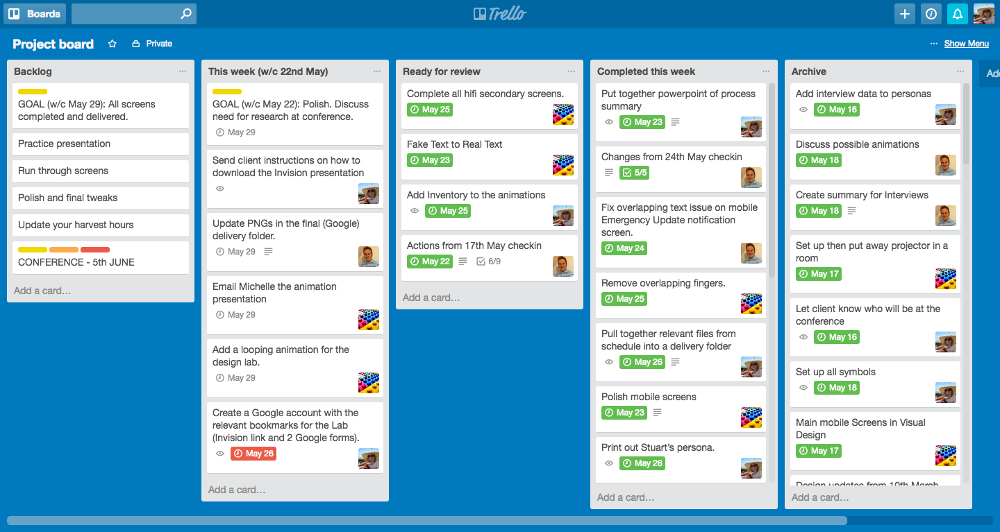 Boards
Trello
Project board
Private
... Show Menu
Backlog
...
GOAL (w/c May 29): All screens
completed and delivered.
Practice presentation
Run through screens
Polish and final tweaks
Update your harvest hours
CONFERENCE - 5th JUNE
Add a card…
This week (w/c 22nd May)
...
GOAL (w/c May 22): Polish. Discuss
need for research at conference.
May 29
Send client instructions on how to
download the Invision presentation
Update PNGs in the final (Google)
delivery folder.
May 29
Email Michelle the animation
presentation
May 29
Add a looping animation for the
design lab.
May 29
Create a Google account with the
relevant bookmarks for the Lab
(Invision link and 2 Google forms).
May 26
Add a card…
Ready for review
...
Complete all hifi secondary screens.
May 25
Fake Text to Real Text
May 23
Add Inventory to the animations
May 25
Actions from 17th May checkin
May 22 6/9
Add a card…
Completed this week
...
Put together powerpoint of process
summary
May 23
Changes from 24th May checkin
5/5
Fix overlapping text issue on mobile
Emergency Update notification
screen.
May 24
Remove overlapping fingers.
May 25
Pull together relevant files from
schedule into a delivery folder
May 26
Polish mobile screens
May 23
Print out Stuart’s persona.
May 26
Add a card…
Archive
...
Add interview data to personas
May 16
Discuss possible animations
May 18
Create summary for Interviews
May 18
Set up then put away projector in a
room
May 17
Let client know who will be at the
conference
May 16
Set up all symbols
May 18
Main mobile Screens in Visual
Design
May 17
Design updates from 10th March
Add a card…
Add